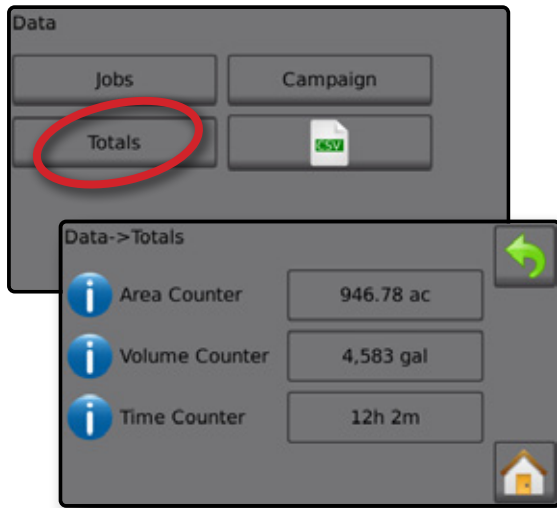 Data
Jobs Campaign
Totals CSV
Data->Totals
Area Counter 946.78 ac
Volume Counter 4,583 gal
Time Counter 12h 2m